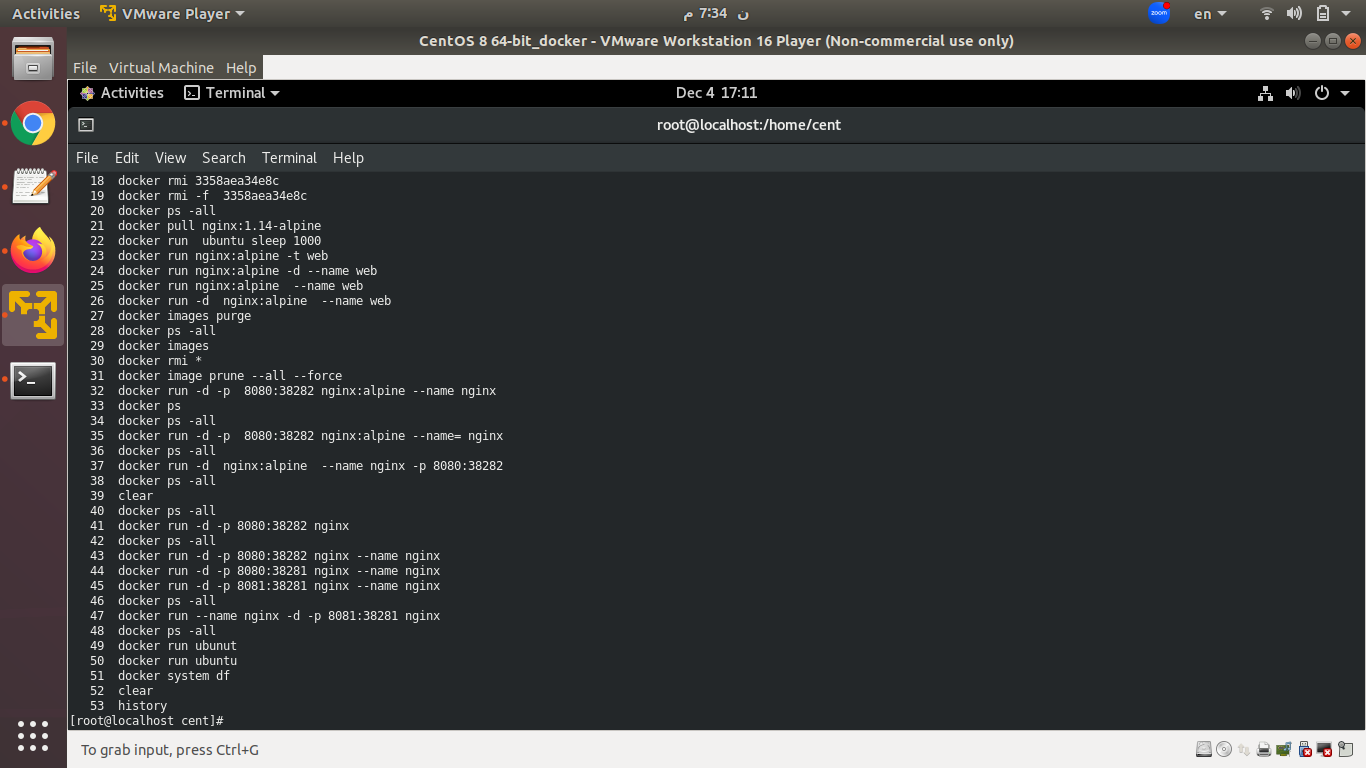 Activities VMware Player ن 7:34 م zoom en
CentOS 8 64-bit_docker - VMware Workstation 16 Player (Non-commercial use only)
File Virtual Machine Help
Activities Terminal Dec 4 17:11
root@localhost:/home/cent
File Edit View Search Terminal Help
18 docker rmi 3358aea34e8c
19 docker rmi -f  3358aea34e8c
20 docker ps -all
21 docker pull nginx:1.14-alpine
22 docker run  ubuntu sleep 1000
23 docker run nginx:alpine -t web
24 docker run nginx:alpine -d --name web
25 docker run nginx:alpine  --name web
26 docker run -d  nginx:alpine  --name web
27 docker images purge
28 docker ps -all
29 docker images
30 docker rmi *
31 docker image prune --all --force
32 docker run -d -p  8080:38282 nginx:alpine --name nginx
33 docker ps
34 docker ps -all
35 docker run -d -p  8080:38282 nginx:alpine --name= nginx
36 docker ps -all
37 docker run -d  nginx:alpine  --name nginx -p 8080:38282
38 docker ps -all
39 clear
40 docker ps -all
41 docker run -d -p 8080:38282 nginx
42 docker ps -all
43 docker run -d -p 8080:38282 nginx --name nginx
44 docker run -d -p 8080:38281 nginx --name nginx
45 docker run -d -p 8081:38281 nginx --name nginx
46 docker ps -all
47 docker run --name nginx -d -p 8081:38281 nginx
48 docker ps -all
49 docker run ubunut
50 docker run ubuntu
51 docker system df
52 clear
53 history
[root@localhost cent]#
To grab input, press Ctrl+G